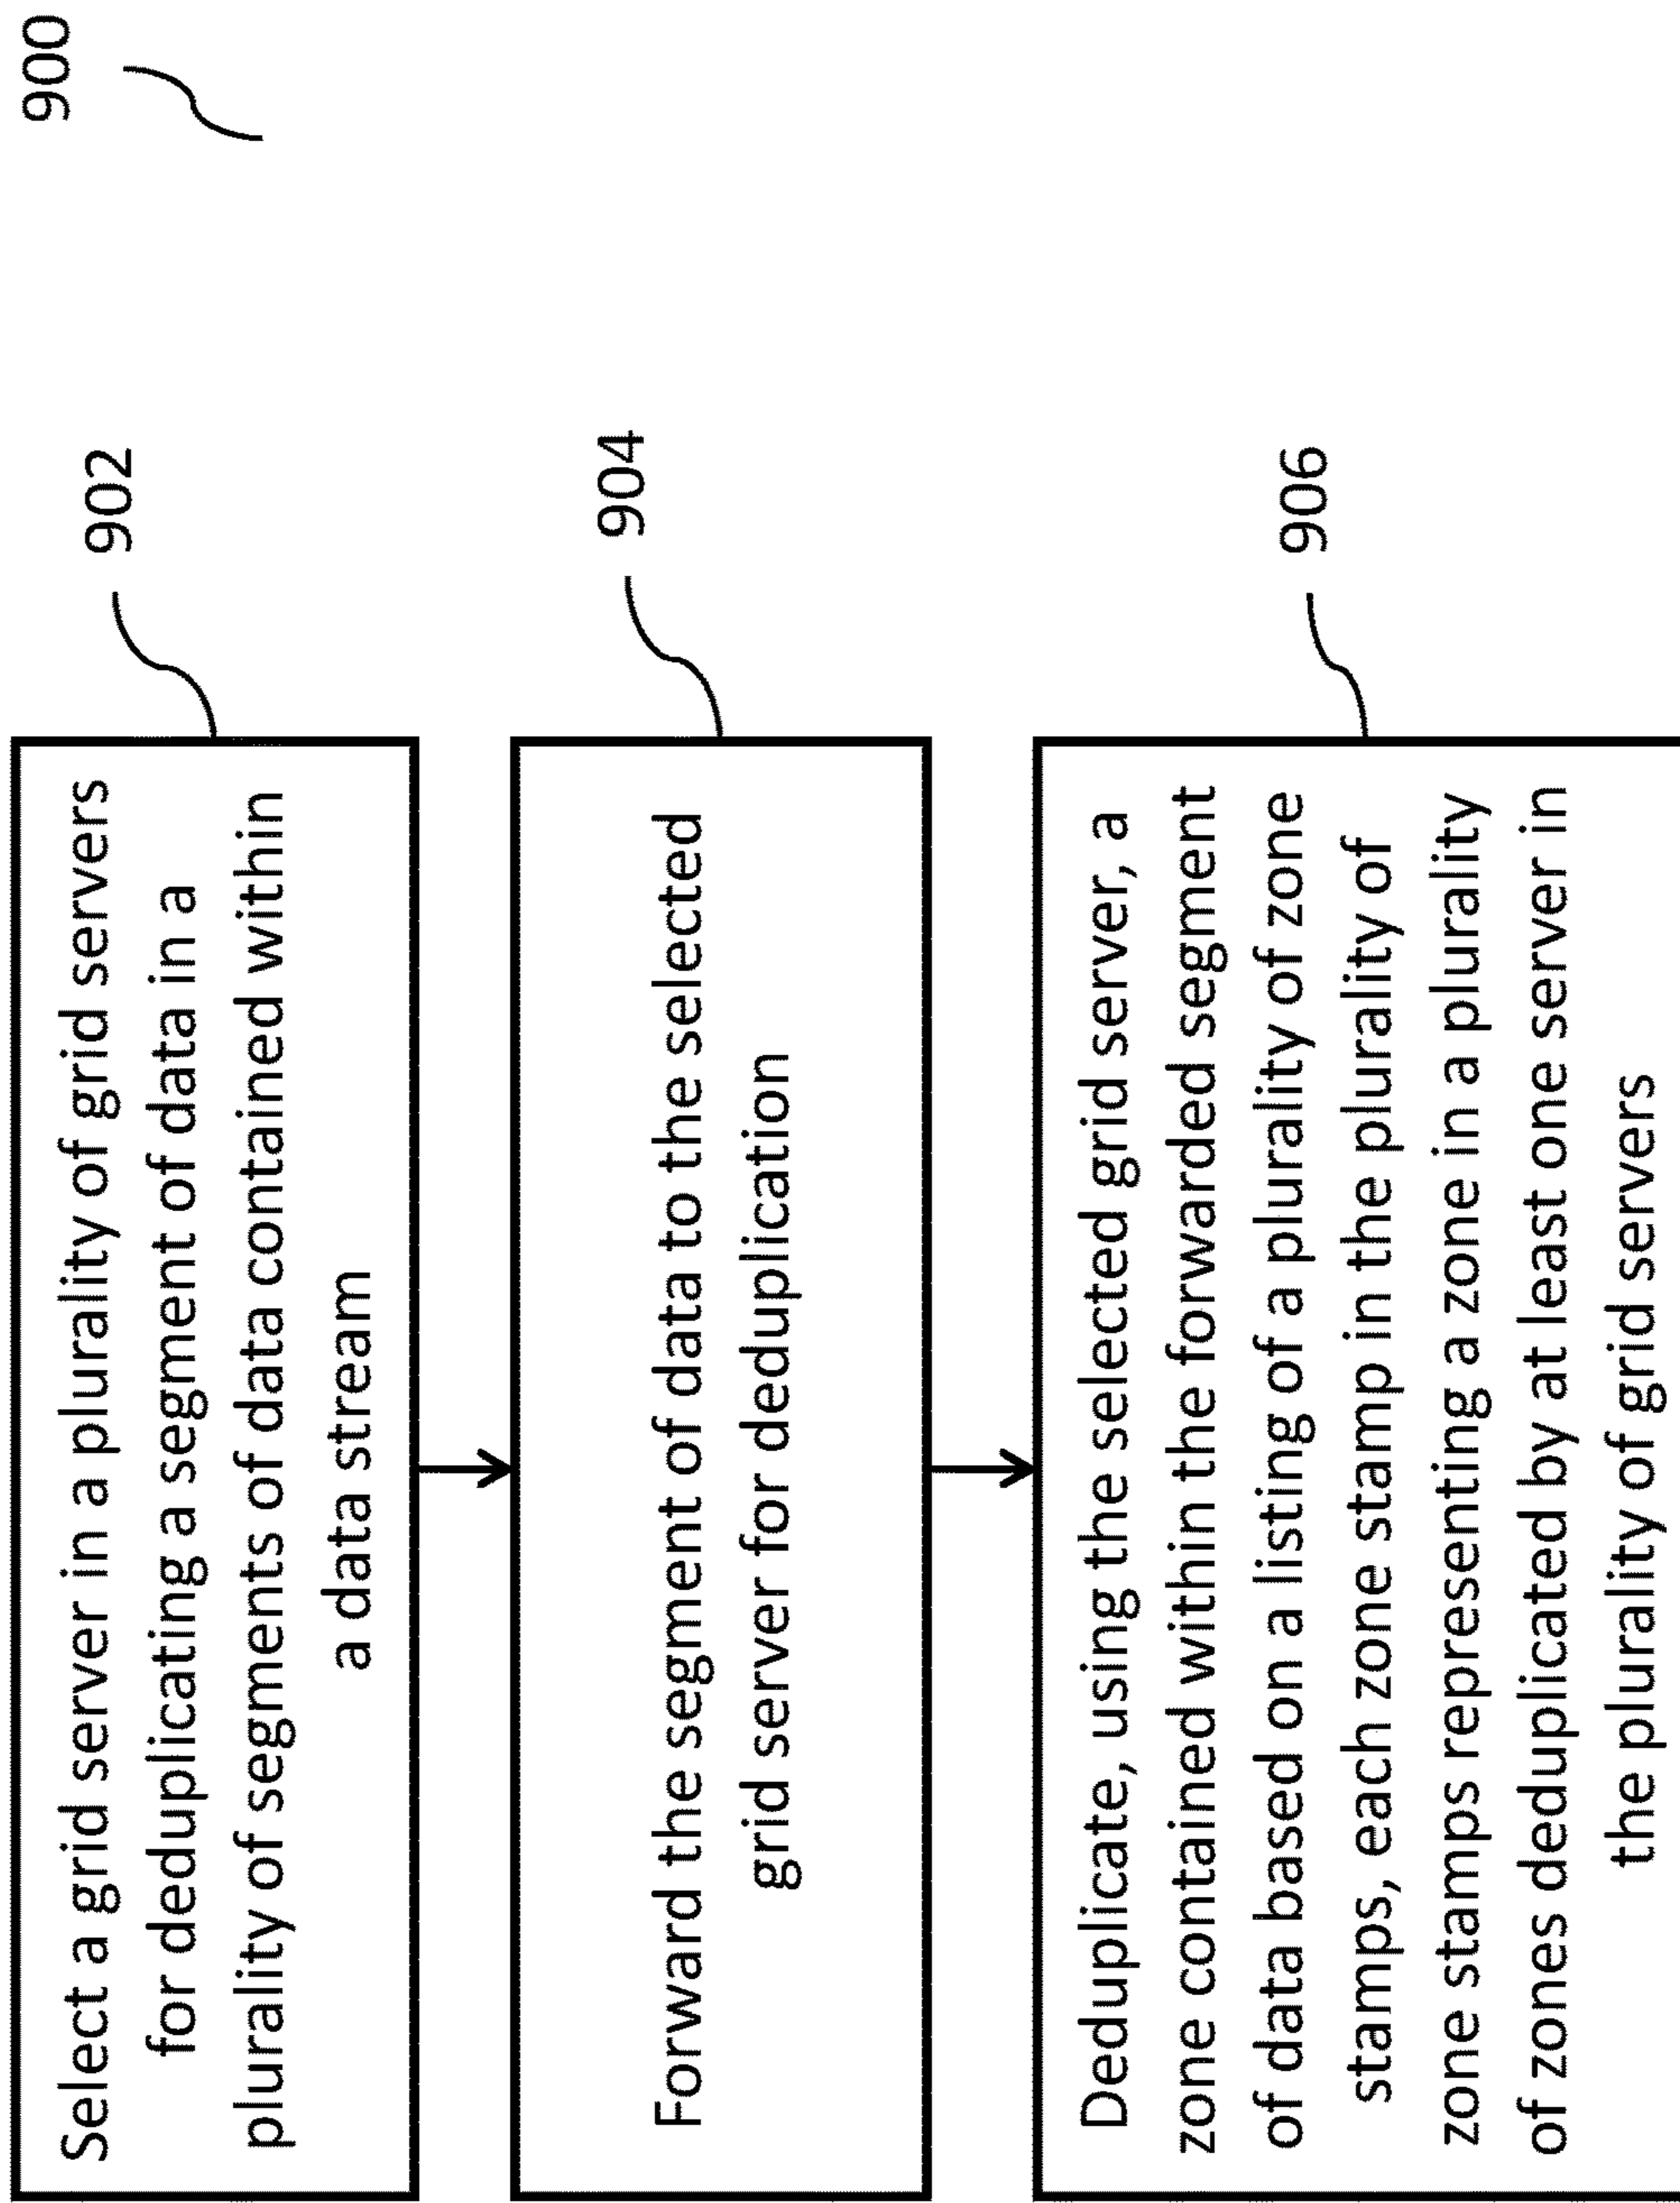 900
902
Select a grid server in a plurality of grid servers
for deduplicating a segment of data in a
plurality of segments of data contained within
a data stream
904
Forward the segment of data to the selected
grid server for deduplication
906
Deduplicate, using the selected grid server, a
zone contained within the forwarded segment
of data based on a listing of a plurality of zone
stamps, each zone stamp in the plurality of
zone stamps representing a zone in a plurality
of zones deduplicated by at least one server in
the plurality of grid servers